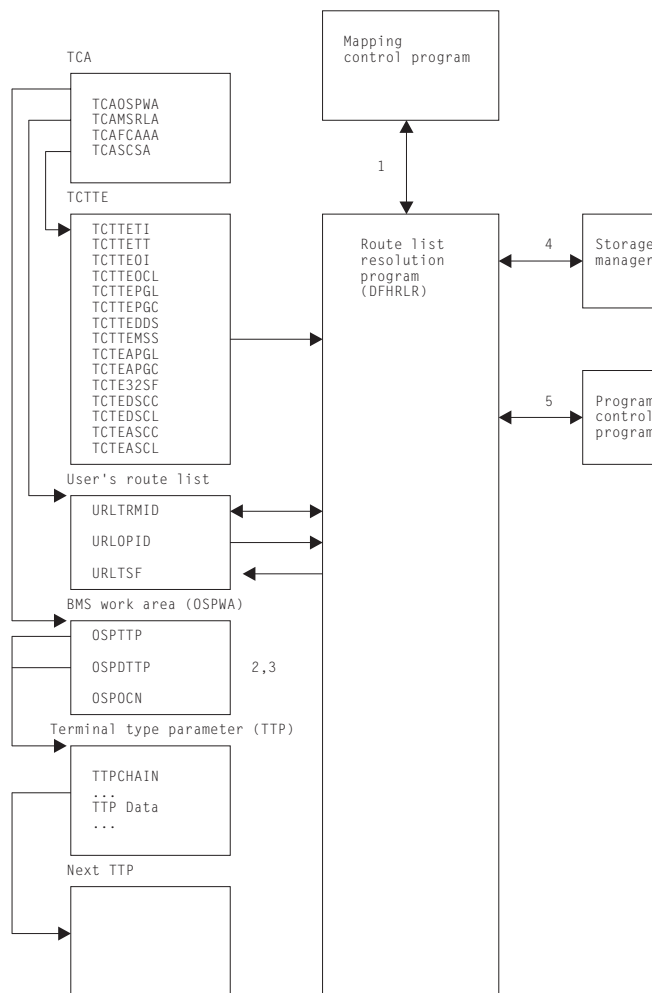 Mapping
control program
TCA
TCAOSPWA
TCAMSRLA
TCAFCAAA
TCASCSA
1
TCTTE
TCTTETI
TCTTETT
TCTTEOI
TCTTEOCL
TCTTEPGL
TCTTEPGC
TCTTEDDS
TCTTEMSS
TCTEAPGL
TCTEAPGC
TCTE32SF
TCTEDSCC
TCTEDSCL
TCTEASCC
TCTEASCL
Route list
resolution
program
(DFHRLR)
4
Storage
manager
5
Program
control
program
User's route list
URLTRMID
URLOPID
URLTSF
BMS work area (OSPWA)
OSPTTP
OSPDTTP
OSPOCN
2,3
Terminal type parameter (TTP)
TTPCHAIN
...
TTP Data
...
Next TTP